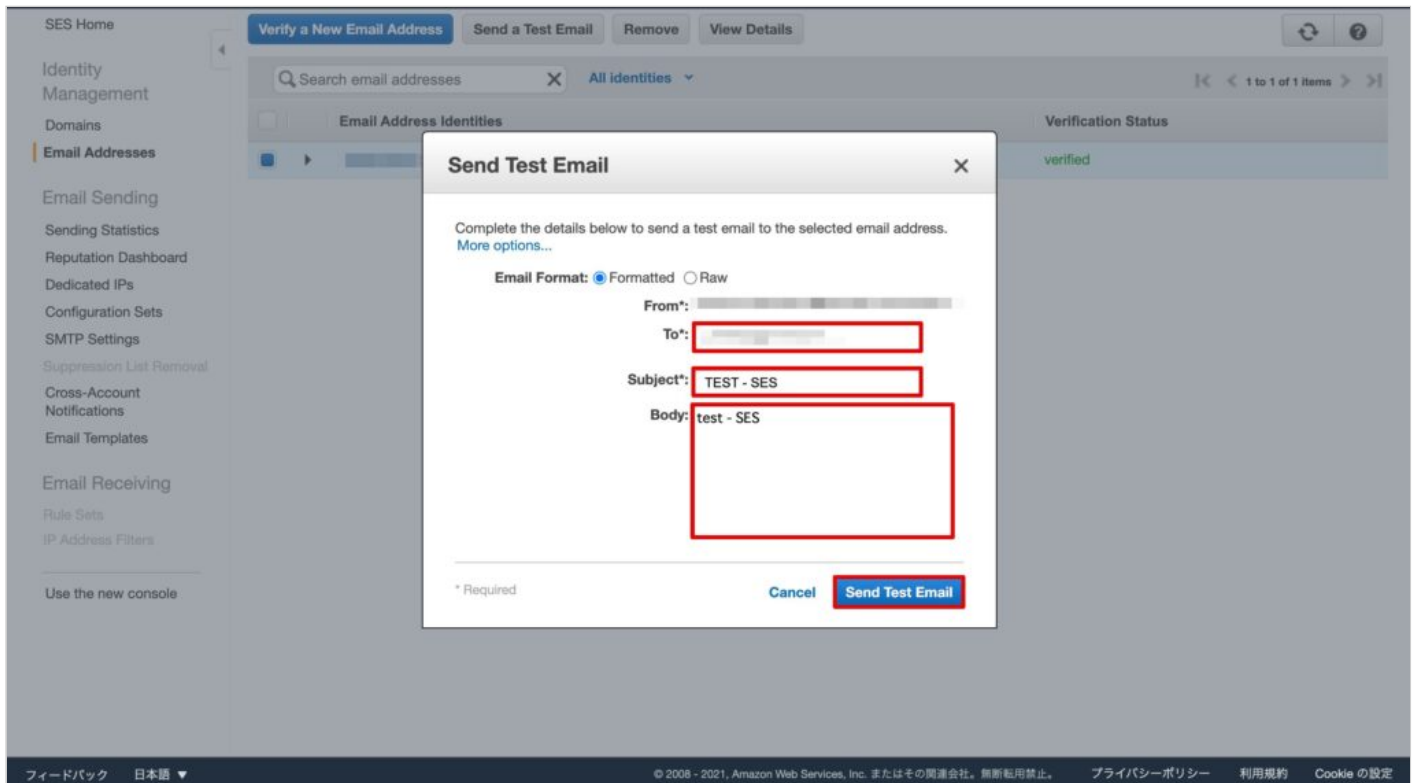 SES Home
Identity
Management
Domains
Email Addresses
Email Sending
Sending Statistics
Reputation Dashboard
Dedicated IPs
Configuration Sets
SMTP Settings
Suppression List Removal
Cross-Account
Notifications
Email Templates
Email Receiving
Rule Sets
IP Address Filters
Use the new console
Verify a New Email Address Send a Test Email Remove View Details
Search email addresses All identities 1 to 1 of 1 items
Email Address Identities Verification Status
verified
Send Test Email
Complete the details below to send a test email to the selected email address.
More options...
Email Format: Formatted Raw
From*:
To*:
Subject*: TEST - SES
Body: test - SES
* Required Cancel Send Test Email
フィードバック 日本語 ▼ © 2008 - 2021, Amazon Web Services, Inc. またはその関連会社。無断転用禁止。 プライバシーポリシー 利用規約 Cookie の設定